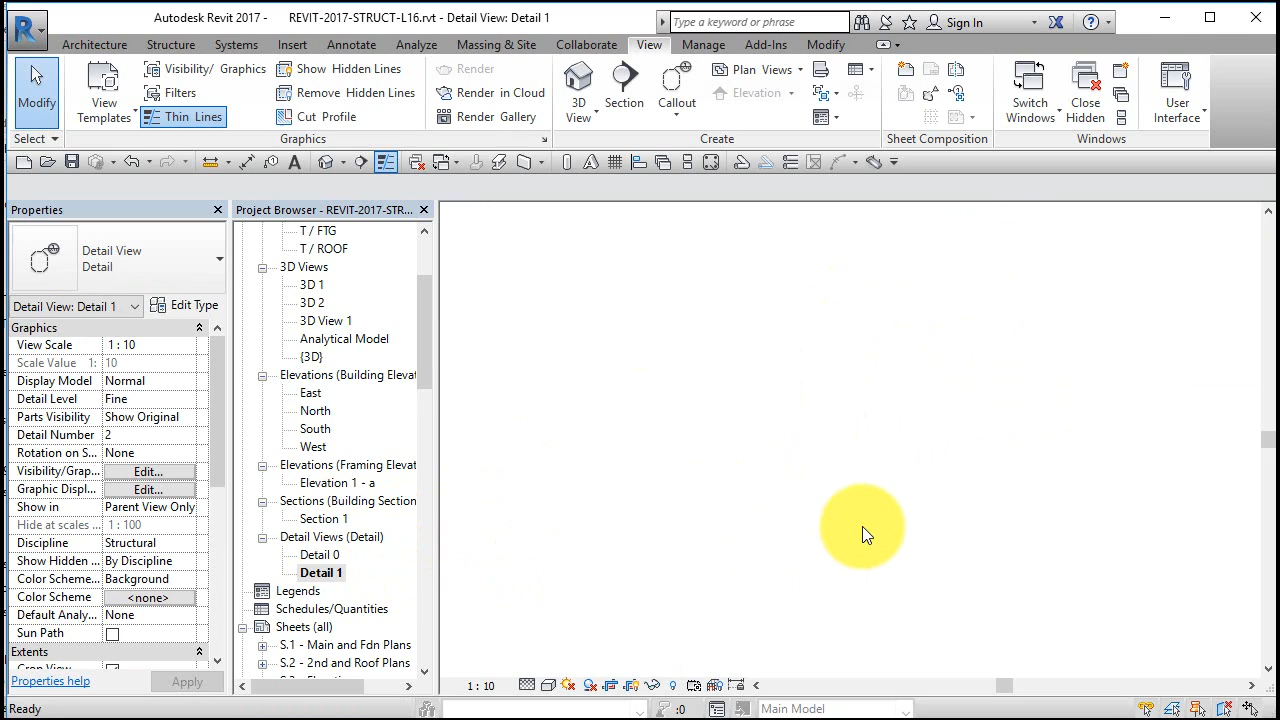 Autodesk Revit 2017 - REVIT-2017-STRUCT-L16.rvt - Detail View: Detail 1
Type a keyword or phrase
Sign In
Architecture Structure Systems Insert Annotate Analyze Massing & Site Collaborate View Manage Add-Ins Modify
Modify
View Templates
Visibility/ Graphics
Filters
Thin Lines
Show Hidden Lines
Remove Hidden Lines
Cut Profile
Render
Render in Cloud
Render Gallery
3D View
Section
Callout
Plan Views
Elevation
Switch Windows
Close Hidden
User Interface
Select Graphics Create Sheet Composition Windows
Properties
Detail View
Detail
Detail View: Detail 1 Edit Type
Graphics
View Scale 1 : 10
Scale Value 1: 10
Display Model Normal
Detail Level Fine
Parts Visibility Show Original
Detail Number 2
Rotation on S... None
Visibility/Grap... Edit...
Graphic Displ... Edit...
Show in Parent View Only
Hide at scales ... 1 : 100
Discipline Structural
Show Hidden ... By Discipline
Color Scheme... Background
Color Scheme <none>
Default Analy... None
Sun Path
Extents
Properties help Apply
Project Browser - REVIT-2017-STR...
T / FTG
T / ROOF
3D Views
3D 1
3D 2
3D View 1
Analytical Model
{3D}
Elevations (Building Elevat
East
North
South
West
Elevations (Framing Elevat
Elevation 1 - a
Sections (Building Section
Section 1
Detail Views (Detail)
Detail 0
Detail 1
Legends
Schedules/Quantities
Sheets (all)
S.1 - Main and Fdn Plans
S.2 - 2nd and Roof Plans
1 : 10
Ready
:0
Main Model